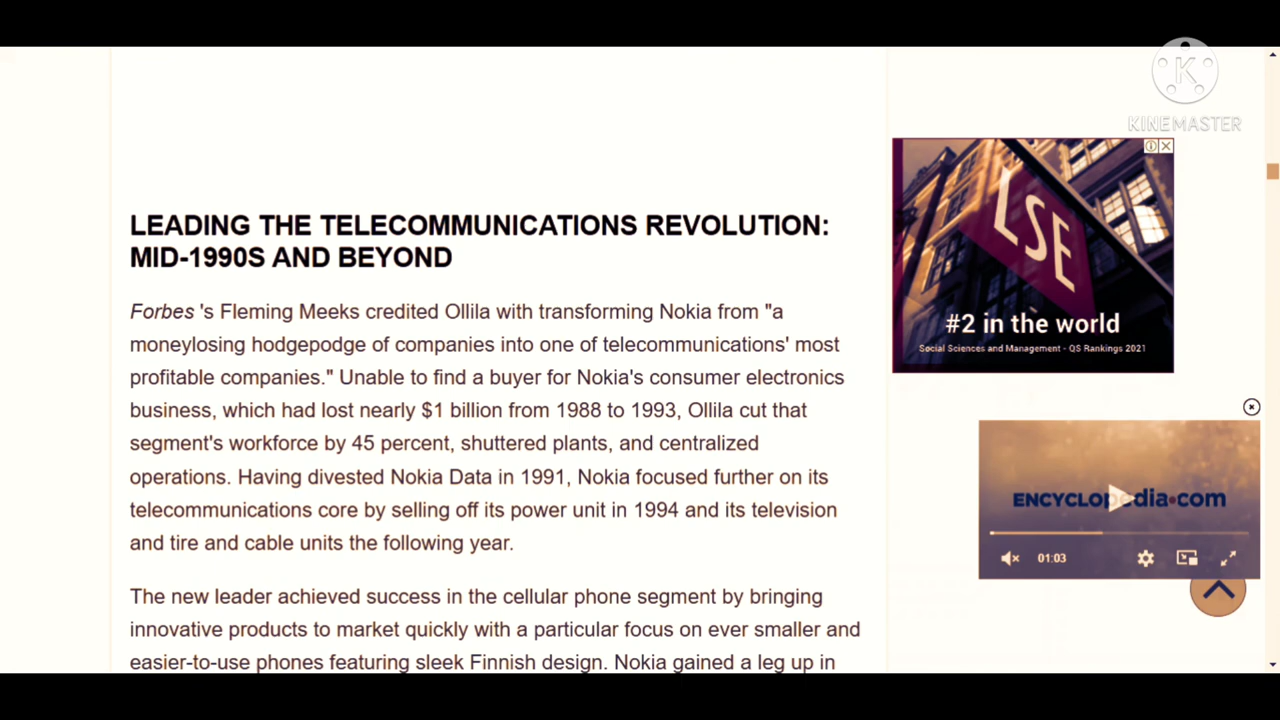 K
KINEMASTER
LSE
#2 in the world
Social Sciences and Management - QS Rankings 2021
LEADING THE TELECOMMUNICATIONS REVOLUTION:
MID-1990S AND BEYOND
Forbes 's Fleming Meeks credited Ollila with transforming Nokia from "a
moneylosing hodgepodge of companies into one of telecommunications' most
profitable companies." Unable to find a buyer for Nokia's consumer electronics
business, which had lost nearly $1 billion from 1988 to 1993, Ollila cut that
segment's workforce by 45 percent, shuttered plants, and centralized
operations. Having divested Nokia Data in 1991, Nokia focused further on its
telecommunications core by selling off its power unit in 1994 and its television
and tire and cable units the following year.
The new leader achieved success in the cellular phone segment by bringing
innovative products to market quickly with a particular focus on ever smaller and
easier-to-use phones featuring sleek Finnish design. Nokia gained a leg up in
ENCYCLOpedia.com
01:03